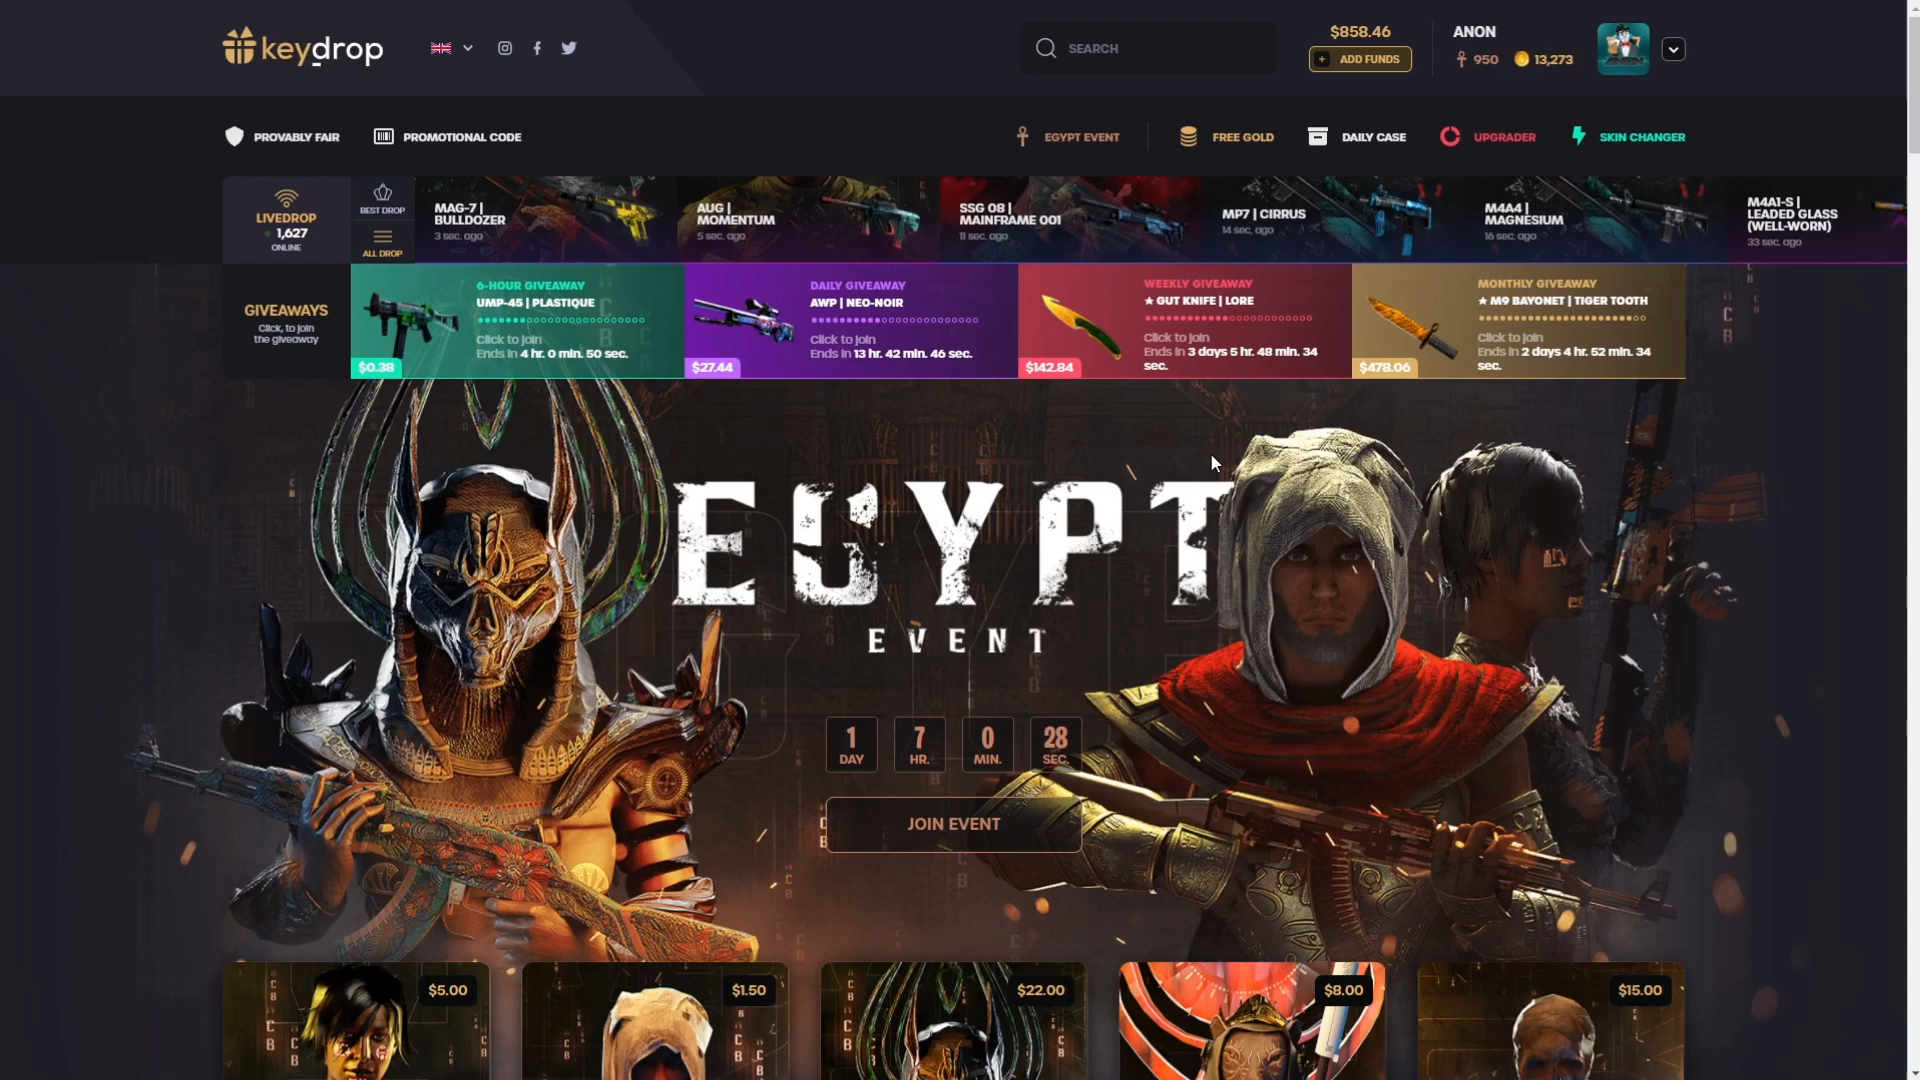 keydrop
SEARCH
$858.46
+ ADD FUNDS
ANON
950
13,273
PROVABLY FAIR
PROMOTIONAL CODE
EGYPT EVENT
FREE GOLD
DAILY CASE
UPGRADER
SKIN CHANGER
LIVEDROP
1,627
ONLINE
BEST DROP
ALL DROP
MAG-7 |
BULLDOZER
3 sec. ago
AUG |
MOMENTUM
5 sec. ago
SSG 08 |
MAINFRAME 001
11 sec. ago
MP7 | CIRRUS
14 sec. ago
M4A4 |
MAGNESIUM
16 sec. ago
M4A1-S |
LEADED GLASS
(WELL-WORN)
33 sec. ago
GIVEAWAYS
Click, to join
the giveaway
6-HOUR GIVEAWAY
UMP-45 | PLASTIQUE
Click to join
Ends in 4 hr. 0 min. 50 sec.
$0.38
DAILY GIVEAWAY
AWP | NEO-NOIR
Click to join
Ends in 13 hr. 42 min. 46 sec.
$27.44
WEEKLY GIVEAWAY
★ GUT KNIFE | LORE
Click to join
Ends in 3 days 5 hr. 48 min. 34
sec.
$142.84
MONTHLY GIVEAWAY
★ M9 BAYONET | TIGER TOOTH
Click to join
Ends in 2 days 4 hr. 52 min. 34
sec.
$478.06
EGYPT
EVENT
1 7 0 28
DAY HR. MIN. SEC.
JOIN EVENT
$5.00
$1.50
$22.00
$8.00
$15.00